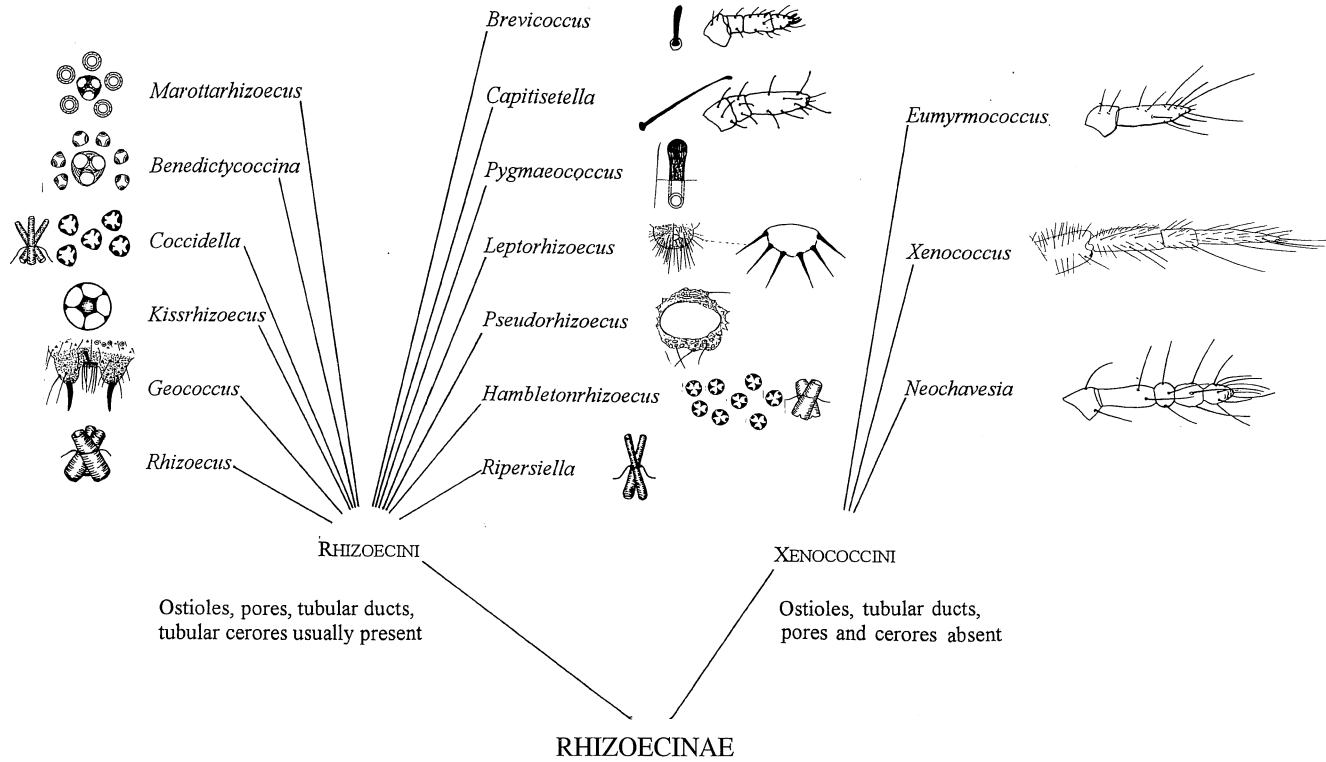 Brevicoccus
Marottarhizoecus
Capitisetella
Eumyrmococcus
Benedictycoccina
Pygmaeococcus
Coccidella
Leptorhizoecus
Xenococcus
Kissrhizoecus
Pseudorhizoecus
Geococcus
Hambletonrhizoecus
Neochavesia
Rhizoecus
Ripersiella
RHIZOECINI
XENOCOCCINI
Ostioles, pores, tubular ducts,
tubular cerores usually present
Ostioles, tubular ducts,
pores and cerores absent
RHIZOECINAE